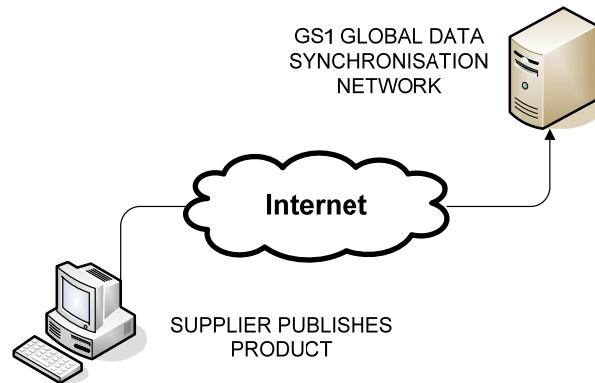 GS1 GLOBAL DATA
SYNCHRONISATION
NETWORK
Internet
SUPPLIER PUBLISHES
PRODUCT